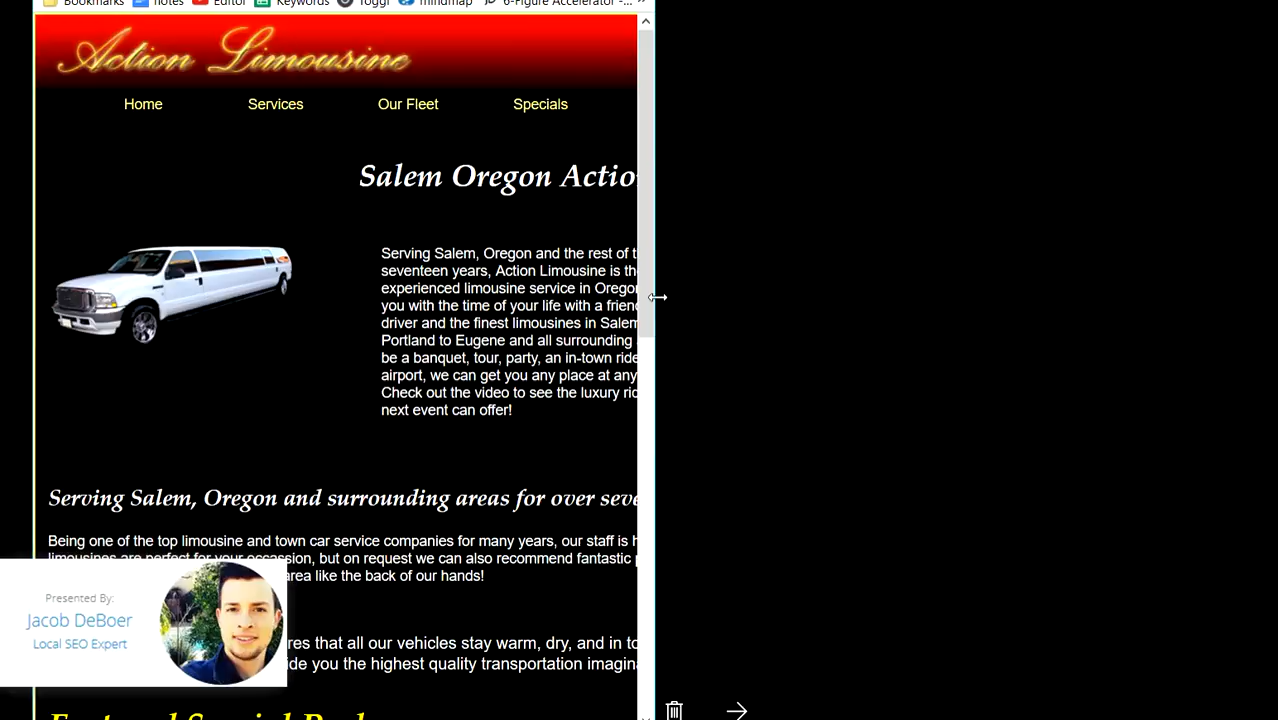 Bookmarks notes Editor Keywords Toggl mindmap 6-Figure Accelerator -...
Action Limousine
Home Services Our Fleet Specials
Salem Oregon Actio
Serving Salem, Oregon and the rest of t
seventeen years, Action Limousine is th
experienced limousine service in Oregon
you with the time of your life with a frien
driver and the finest limousines in Salem
Portland to Eugene and all surrounding
be a banquet, tour, party, an in-town ride
airport, we can get you any place at any
Check out the video to see the luxury rid
next event can offer!
Serving Salem, Oregon and surrounding areas for over seve
Being one of the top limousine and town car service companies for many years, our staff is h
limousines are perfect for your occassion, but on request we can also recommend fantastic
area like the back of our hands!
Presented By:
Jacob DeBoer
Local SEO Expert
res that all our vehicles stay warm, dry, and in to
ide you the highest quality transportation imagina